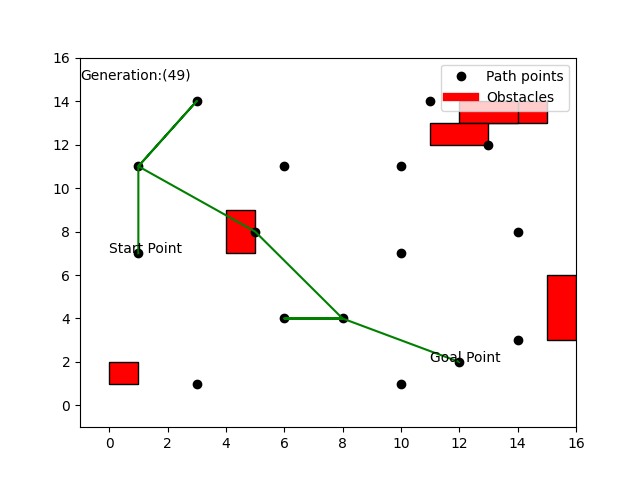 16
Generation:(49)
Path points
Obstacles
14
12
10
8
Start Point
6
4
Goal Point
2
0
0 2 4 6 8 10 12 14 16